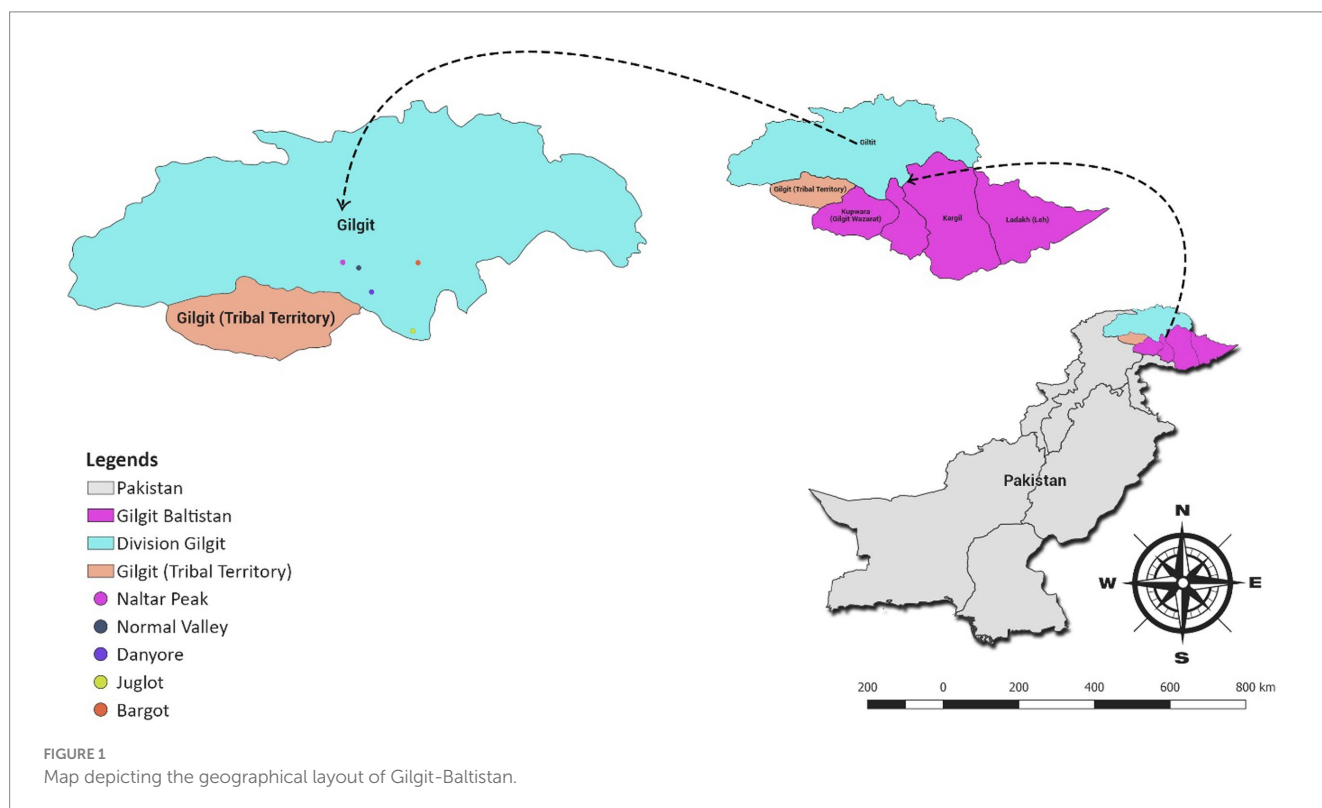 Gilgit
Gilgit (Tribal Territory)
Giltit
Gilgit (Tribal Territory)
Kupwara
(Gilgit Wazarat)
Kargil
Ladakh (Leh)
Pakistan
Legends
Pakistan
Gilgit Baltistan
Division Gilgit
Gilgit (Tribal Territory)
Naltar Peak
Normal Valley
Danyore
Juglot
Bargot
N
W
E
S
200 0 200 400 600 800 km
FIGURE 1
Map depicting the geographical layout of Gilgit-Baltistan.